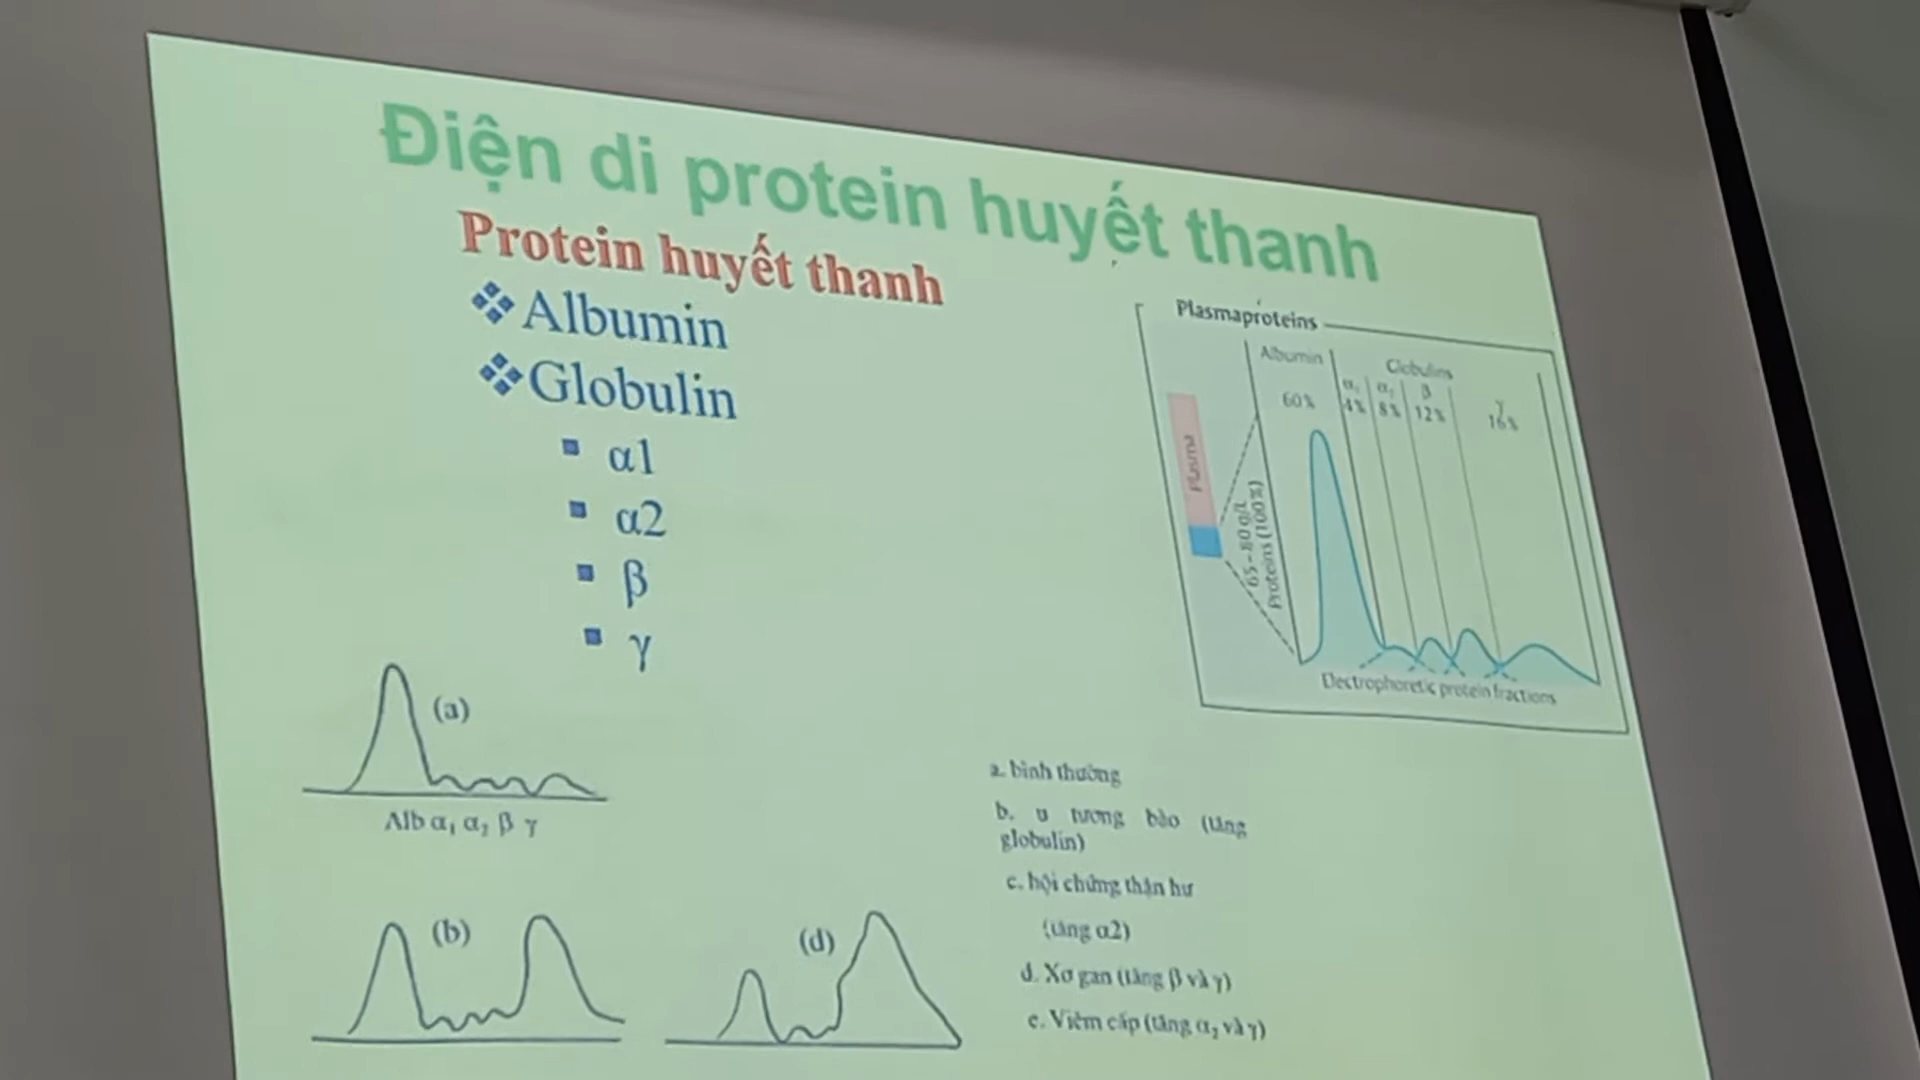 Điện di protein huyết thanh
Protein huyết thanh
Albumin
Globulin
α1
α2
β
γ
Plasmaproteins
Albumin
Globulins
α₁ α₂ β γ
60% 4% 8% 12% 16%
Plasma
65–80 g/L
Proteins (100%)
Electrophoretic protein fractions
(a)
Alb α₁ α₂ β γ
(b)
(d)
a. bình thường
b. u tương bào (tăng
globulin)
c. hội chứng thận hư
(tăng α2)
d. Xơ gan (tăng β và γ)
e. Viêm cấp (tăng α₂ và γ)